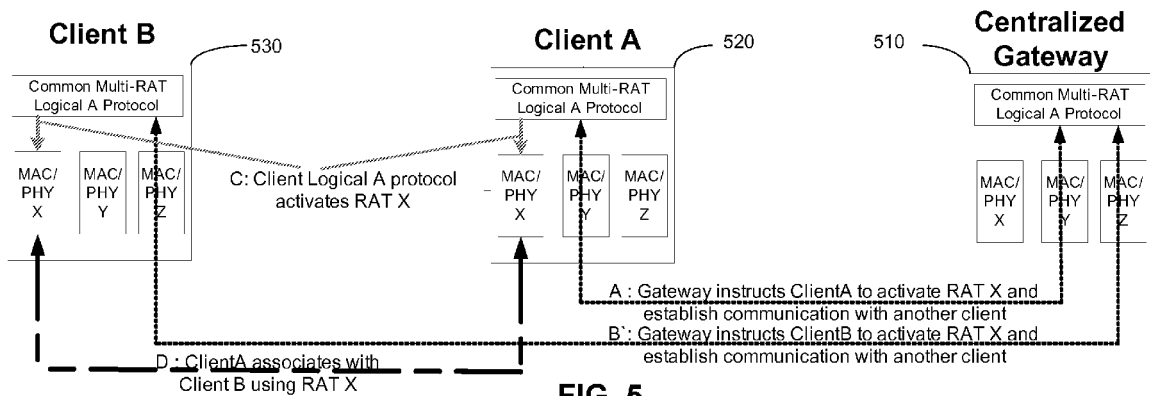 Client B
530
Client A
520
510
Centralized
Gateway
Common Multi-RAT
Logical A Protocol
Common Multi-RAT
Logical A Protocol
Common Multi-RAT
Logical A Protocol
MAC/
PHY
X
MAC/
PHY
Y
MAC/
PHY
Z
C: Client Logical A protocol
activates RAT X
MAC/
PHY
X
MAC/
PHY
Y
MAC/
PHY
Z
MAC/
PHY
X
MAC/
PHY
Y
MAC/
PHY
Z
A : Gateway instructs ClientA to activate RAT X and
establish communication with another client
B`: Gateway instructs ClientB to activate RAT X and
establish communication with another client
D : ClientA associates with
Client B using RAT X
FIG. 5